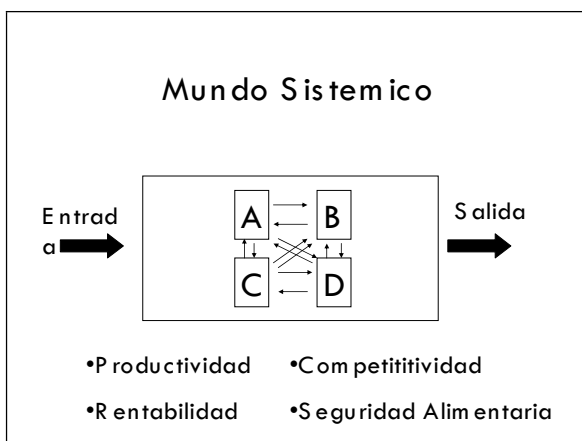 Mundo Sistemico
Entrad
a
Salida
A B
C D
•Productividad •Competititividad
•Rentabilidad •Seguridad Alimentaria